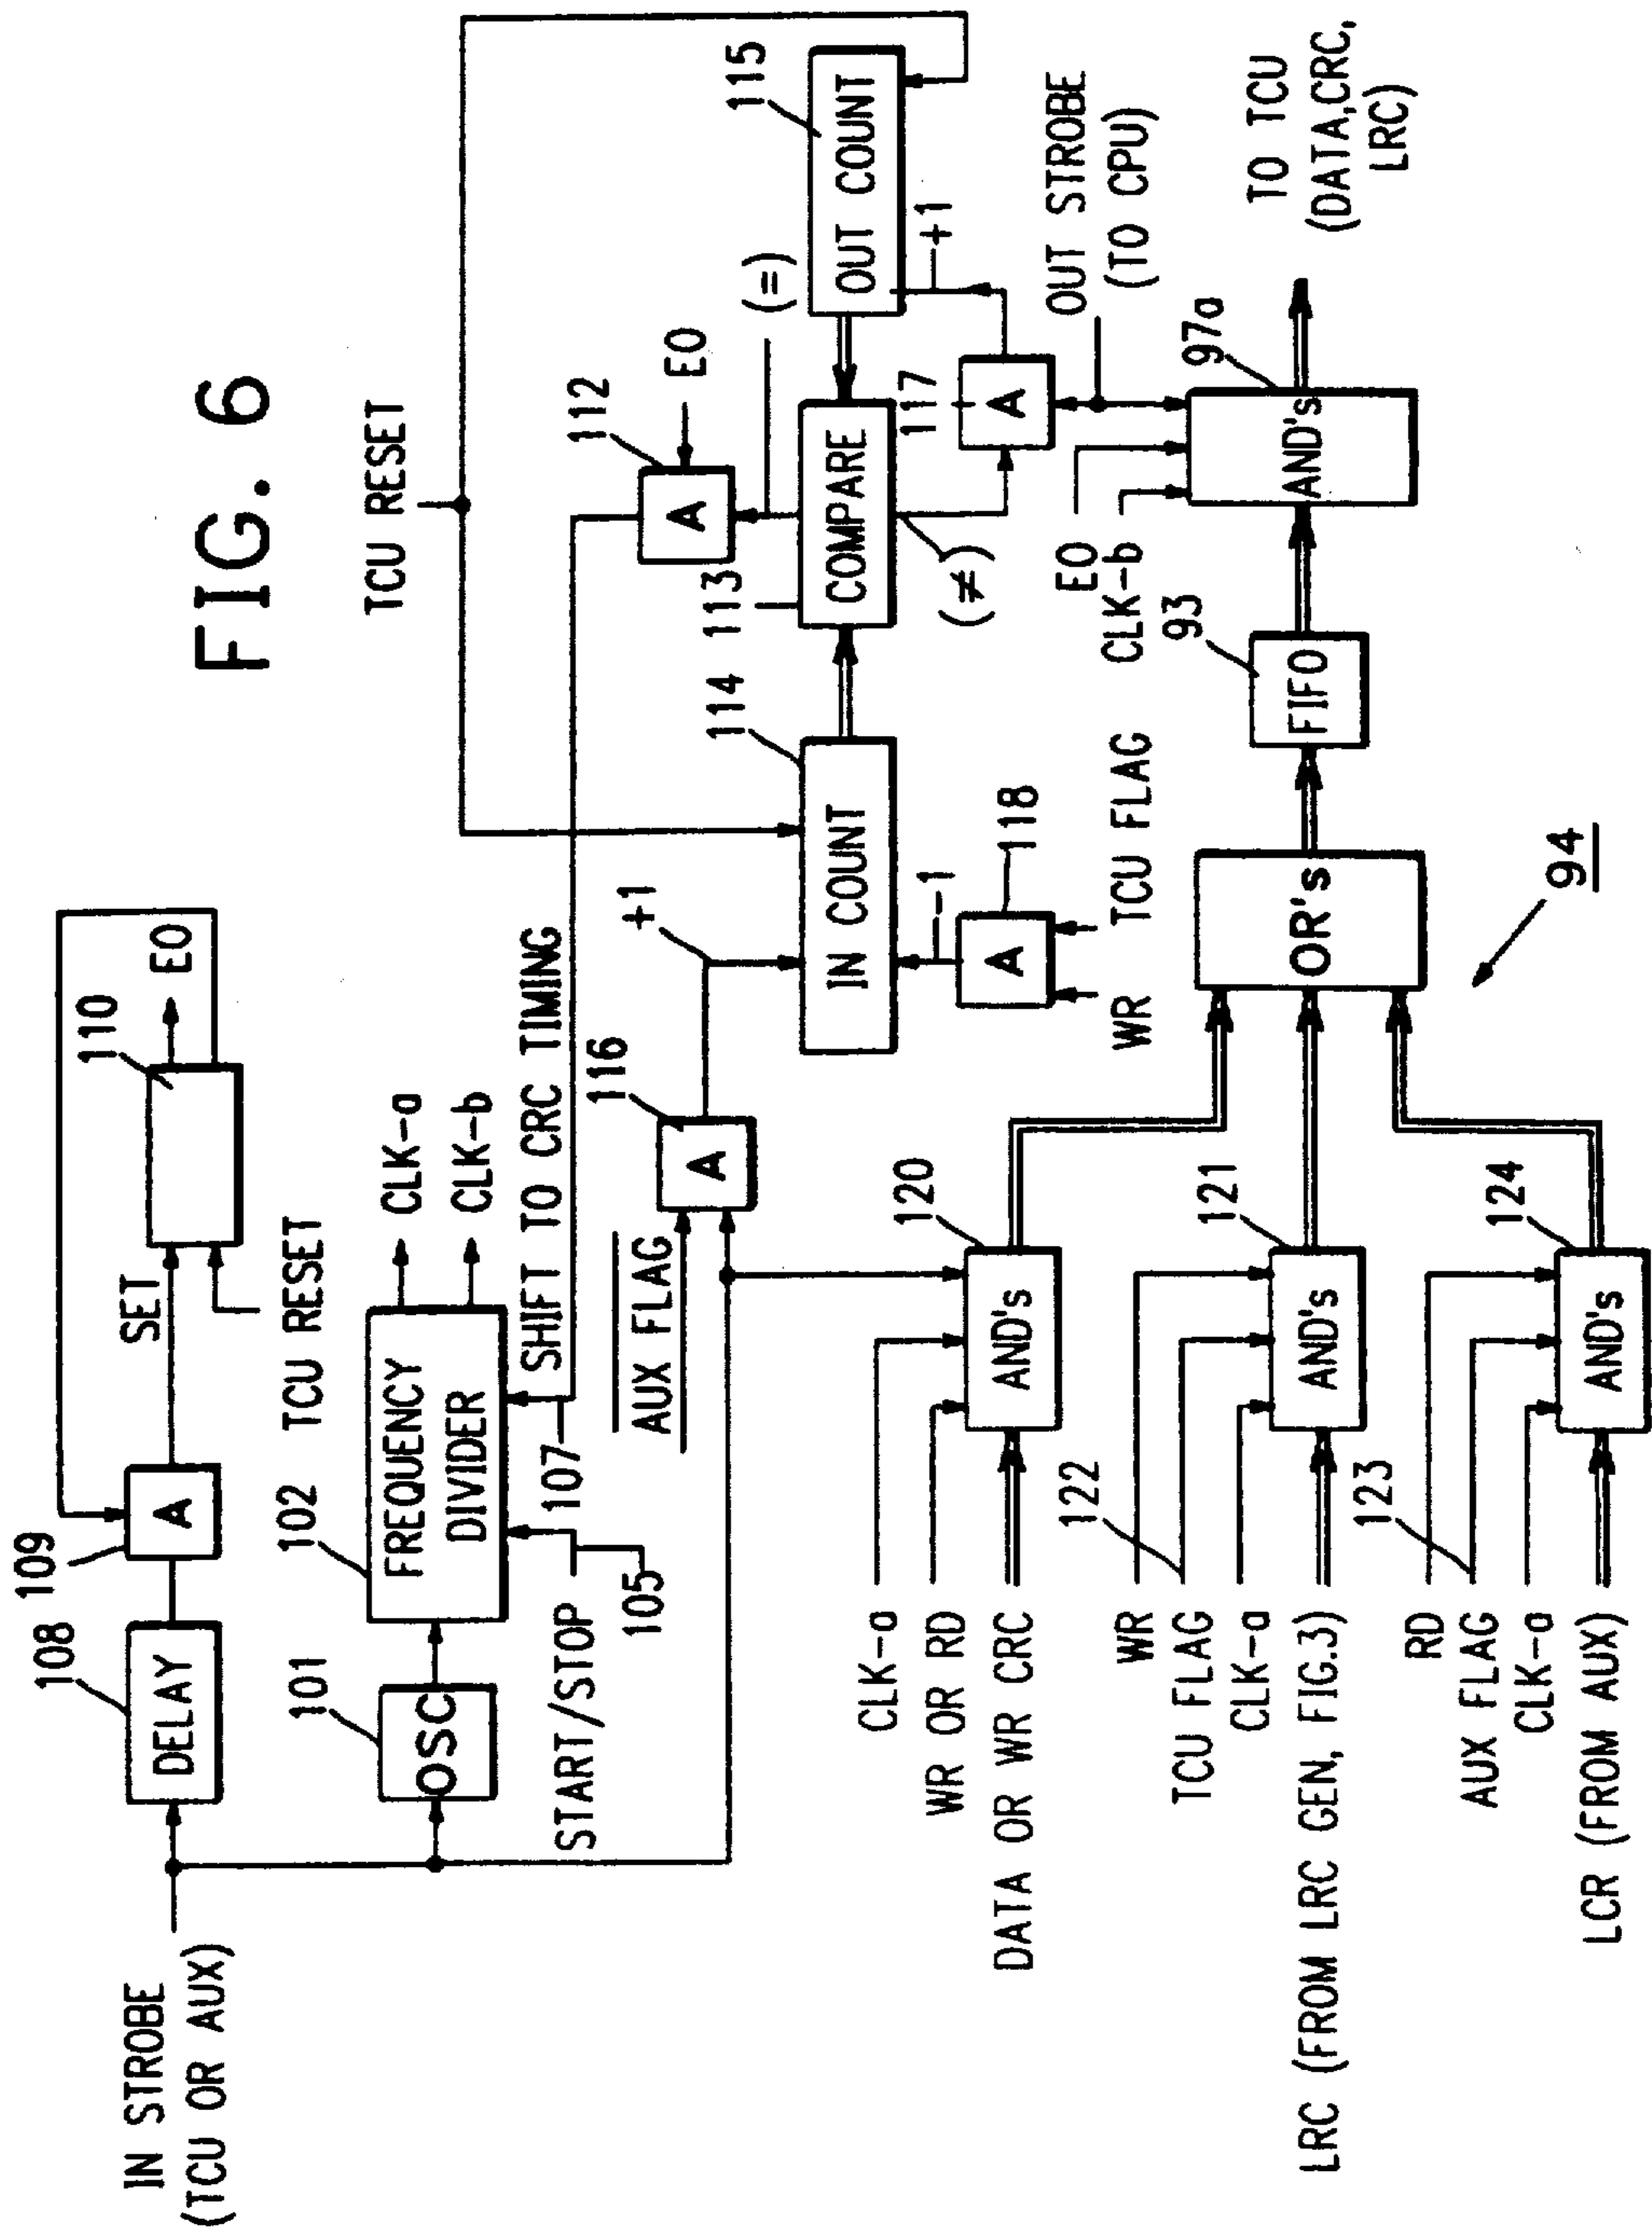 FIG. 6
IN STROBE
(TCU OR AUX)
108
DELAY
109
A
SET
TCU RESET
110
EO
101
OSC
102
FREQUENCY
DIVIDER
CLK-a
CLK-b
START/STOP
105
107
SHIFT TO CRC TIMING
TCU RESET
112
A
EO
(=)
113
COMPARE
(≠)
114
IN COUNT
115
OUT COUNT
+1
116
A
AUX FLAG
+1
-1
118
A
WR
TCU FLAG
117
A
OUT STROBE
(TO CPU)
EO
CLK-b
CLK-a
WR OR RD
DATA OR WR CRC
120
AND's
WR
TCU FLAG
122
CLK-a
LRC (FROM LRC GEN, FIG.3)
121
AND's
RD
AUX FLAG
123
CLK-a
LCR (FROM AUX)
124
AND's
OR's
94
93
FIFO
97a
AND's
TO TCU
(DATA,CRC,
LRC)